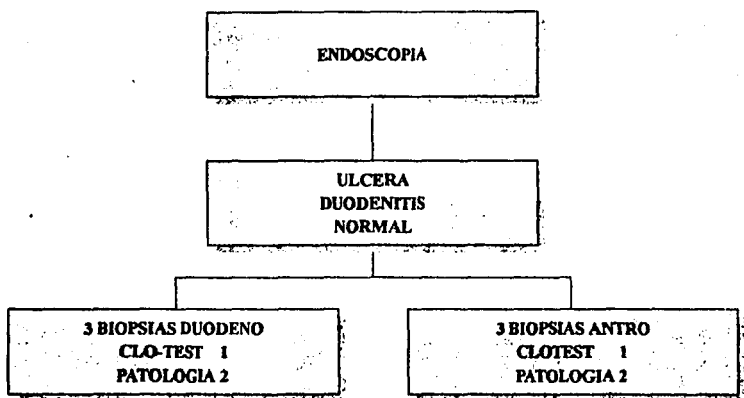 ENDOSCOPIA
ULCERA
DUODENITIS
NORMAL
3 BIOPSIAS DUODENO
CLO-TEST 1
PATOLOGIA 2
3 BIOPSIAS ANTRO
CLOTEST 1
PATOLOGIA 2